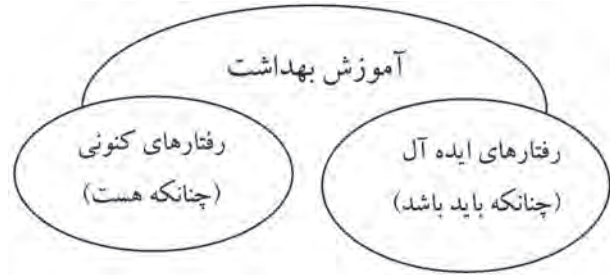 آموزش بهداشت
رفتارهای ایده آل
(چنانکه باید باشد)
رفتارهای کنونی
(چنانکه هست)